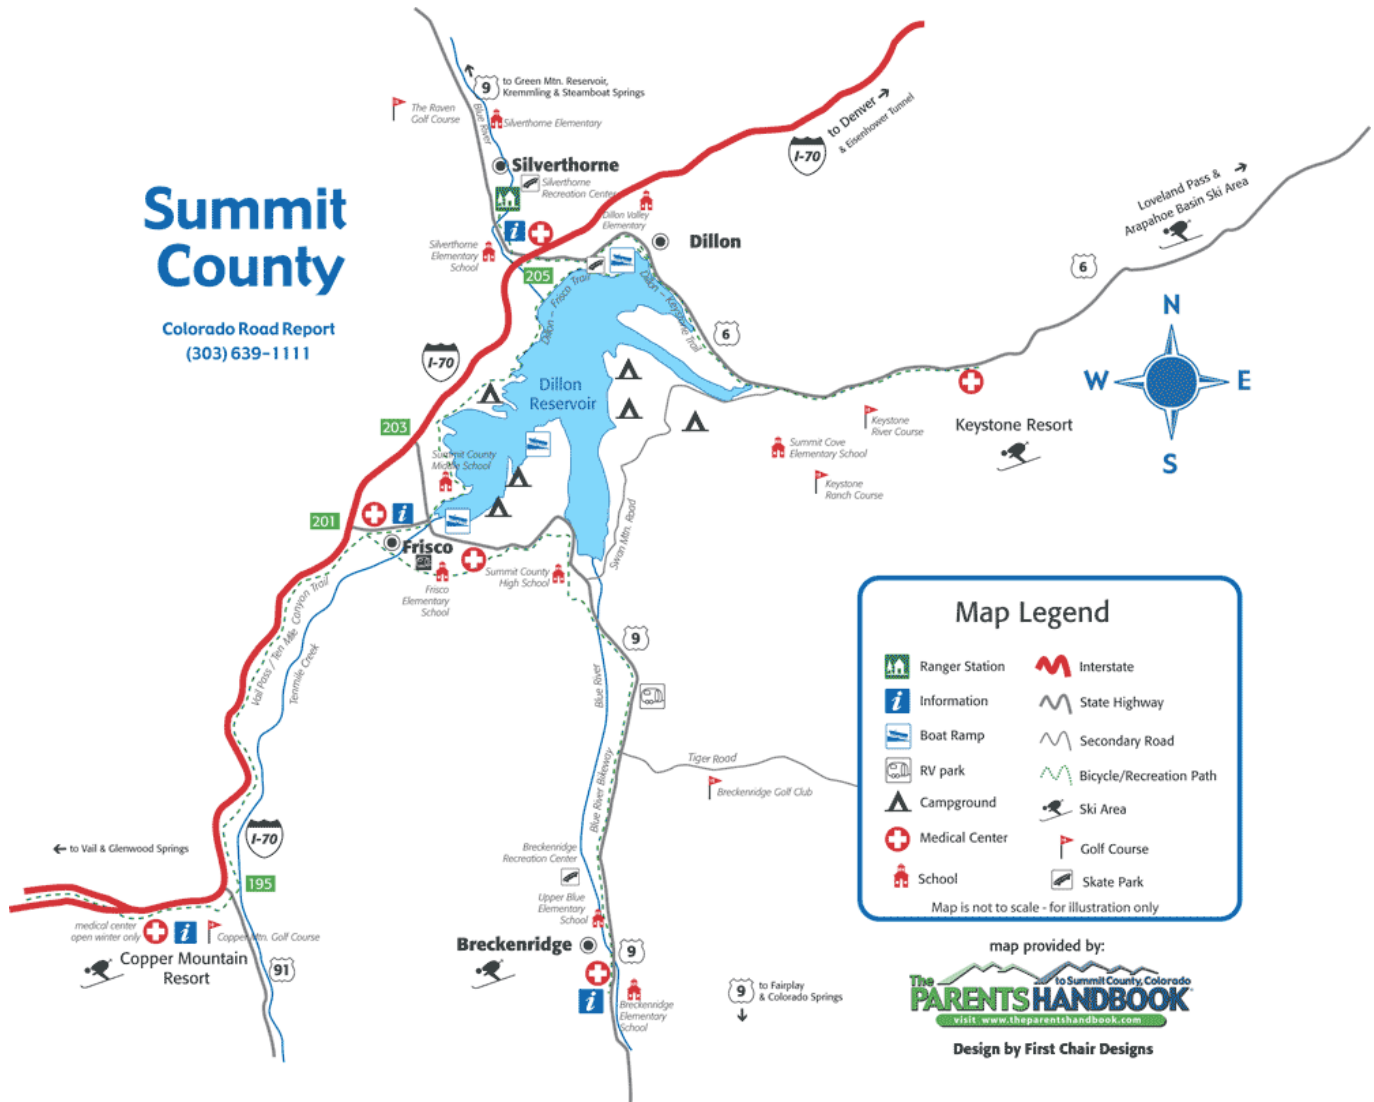 Summit
County
Colorado Road Report
(303) 639-1111
9
to Green Mtn. Reservoir,
Kremmling & Steamboat Springs
The Raven
Golf Course
Blue River
Silverthorne Elementary
Silverthorne
Silverthorne
Recreation Center
Dillon Valley
Elementary
Silverthorne
Elementary
School
205
Dillon
I-70
to Denver
& Eisenhower Tunnel
Loveland Pass &
Arapahoe Basin Ski Area
6
6
Dillon - Frisco Trail
Dillon - Keystone Trail
I-70
Dillon
Reservoir
203
Summit County
Middle School
201
Frisco
Frisco
Elementary
School
Summit County
High School
Swan Mtn. Road
Keystone
River Course
Summit Cove
Elementary School
Keystone
Ranch Course
Keystone Resort
N
W
E
S
Vail Pass / Ten Mile Canyon Trail
Tenmile Creek
9
Blue River
Blue River Bikeway
Tiger Road
Breckenridge Golf Club
I-70
to Vail & Glenwood Springs
195
medical center
open winter only
Copper Mtn. Golf Course
Copper Mountain
Resort
91
Breckenridge
Recreation Center
Upper Blue
Elementary
School
Breckenridge
9
Breckenridge
Elementary
School
9
to Fairplay
& Colorado Springs
Map Legend
Ranger Station
Information
Boat Ramp
RV park
Campground
Medical Center
School
Interstate
State Highway
Secondary Road
Bicycle/Recreation Path
Ski Area
Golf Course
Skate Park
Map is not to scale - for illustration only
map provided by:
The
to Summit County, Colorado
PARENTS HANDBOOK
visit www.theparentshandbook.com
Design by First Chair Designs